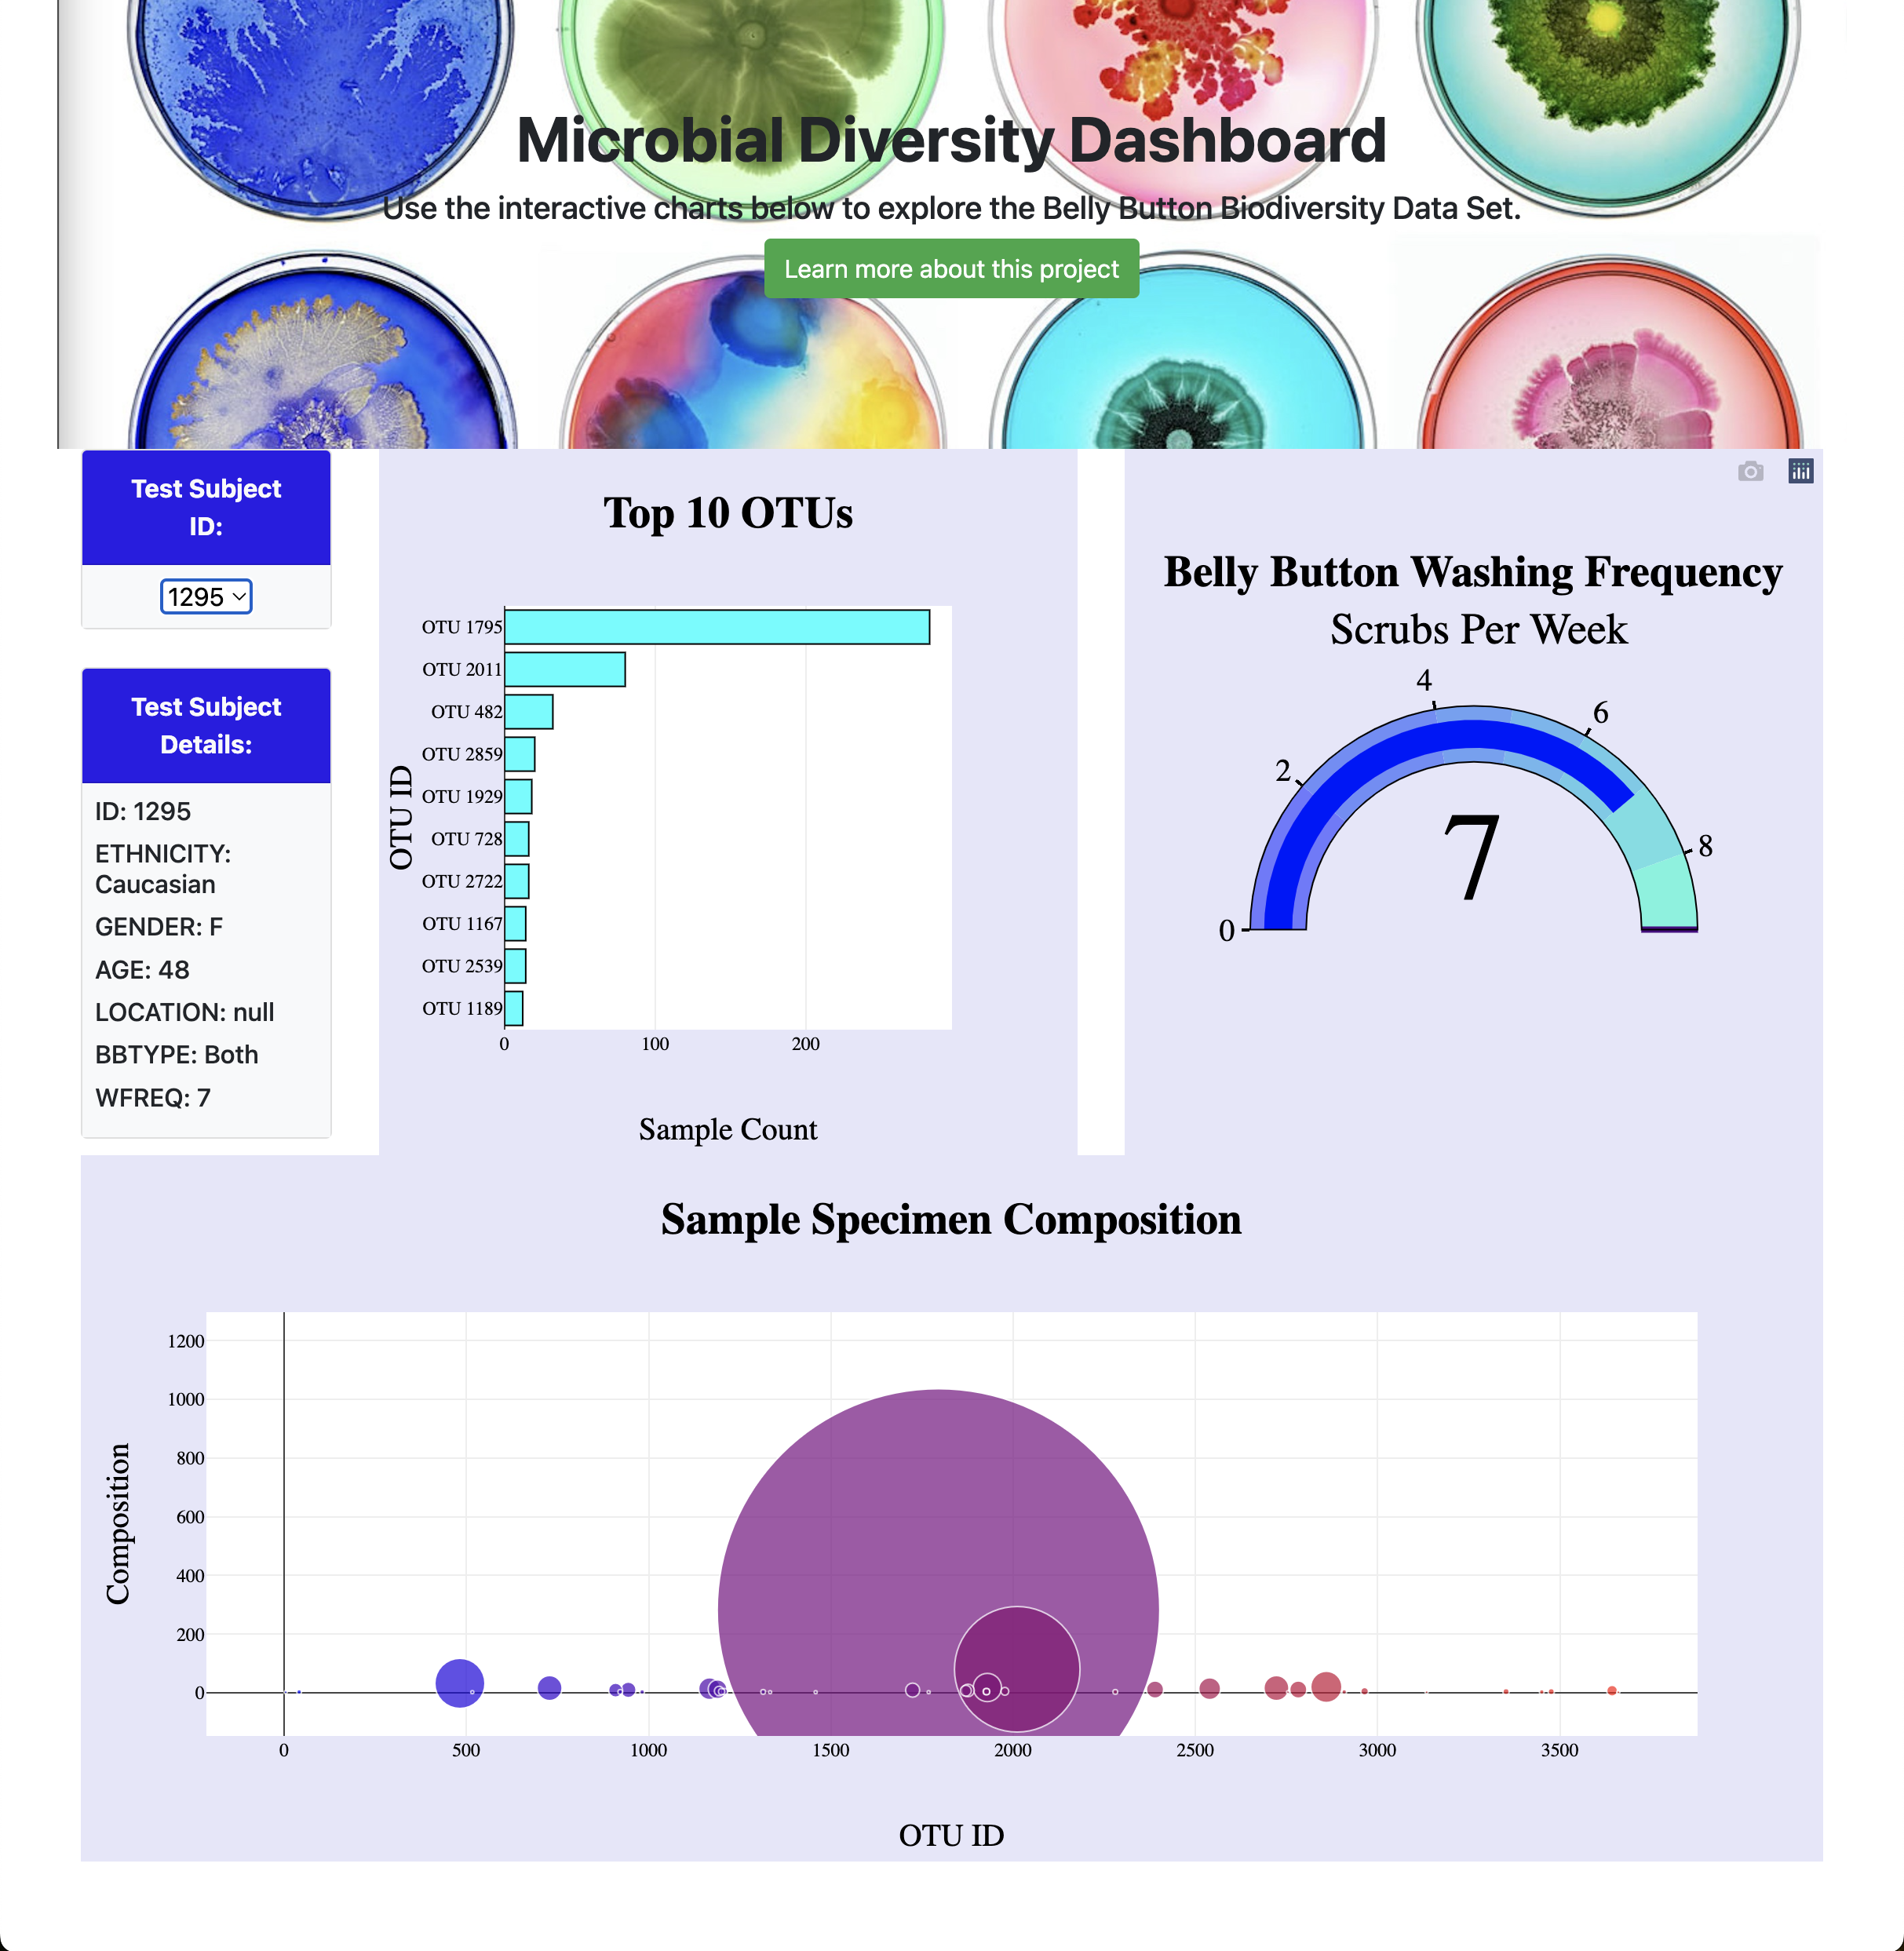 Microbial Diversity Dashboard
Use the interactive charts below to explore the Belly Button Biodiversity Data Set.
Learn more about this project
Test Subject
ID:
1295
Test Subject
Details:
ID: 1295
ETHNICITY:
Caucasian
GENDER: F
AGE: 48
LOCATION: null
BBTYPE: Both
WFREQ: 7
Top 10 OTUs
OTU ID
OTU 1795
OTU 2011
OTU 482
OTU 2859
OTU 1929
OTU 728
OTU 2722
OTU 1167
OTU 2539
OTU 1189
0 100 200
Sample Count
Belly Button Washing Frequency
Scrubs Per Week
0
2
4
6
8
7
Sample Specimen Composition
Composition
1200
1000
800
600
400
200
0
0 500 1000 1500 2000 2500 3000 3500
OTU ID